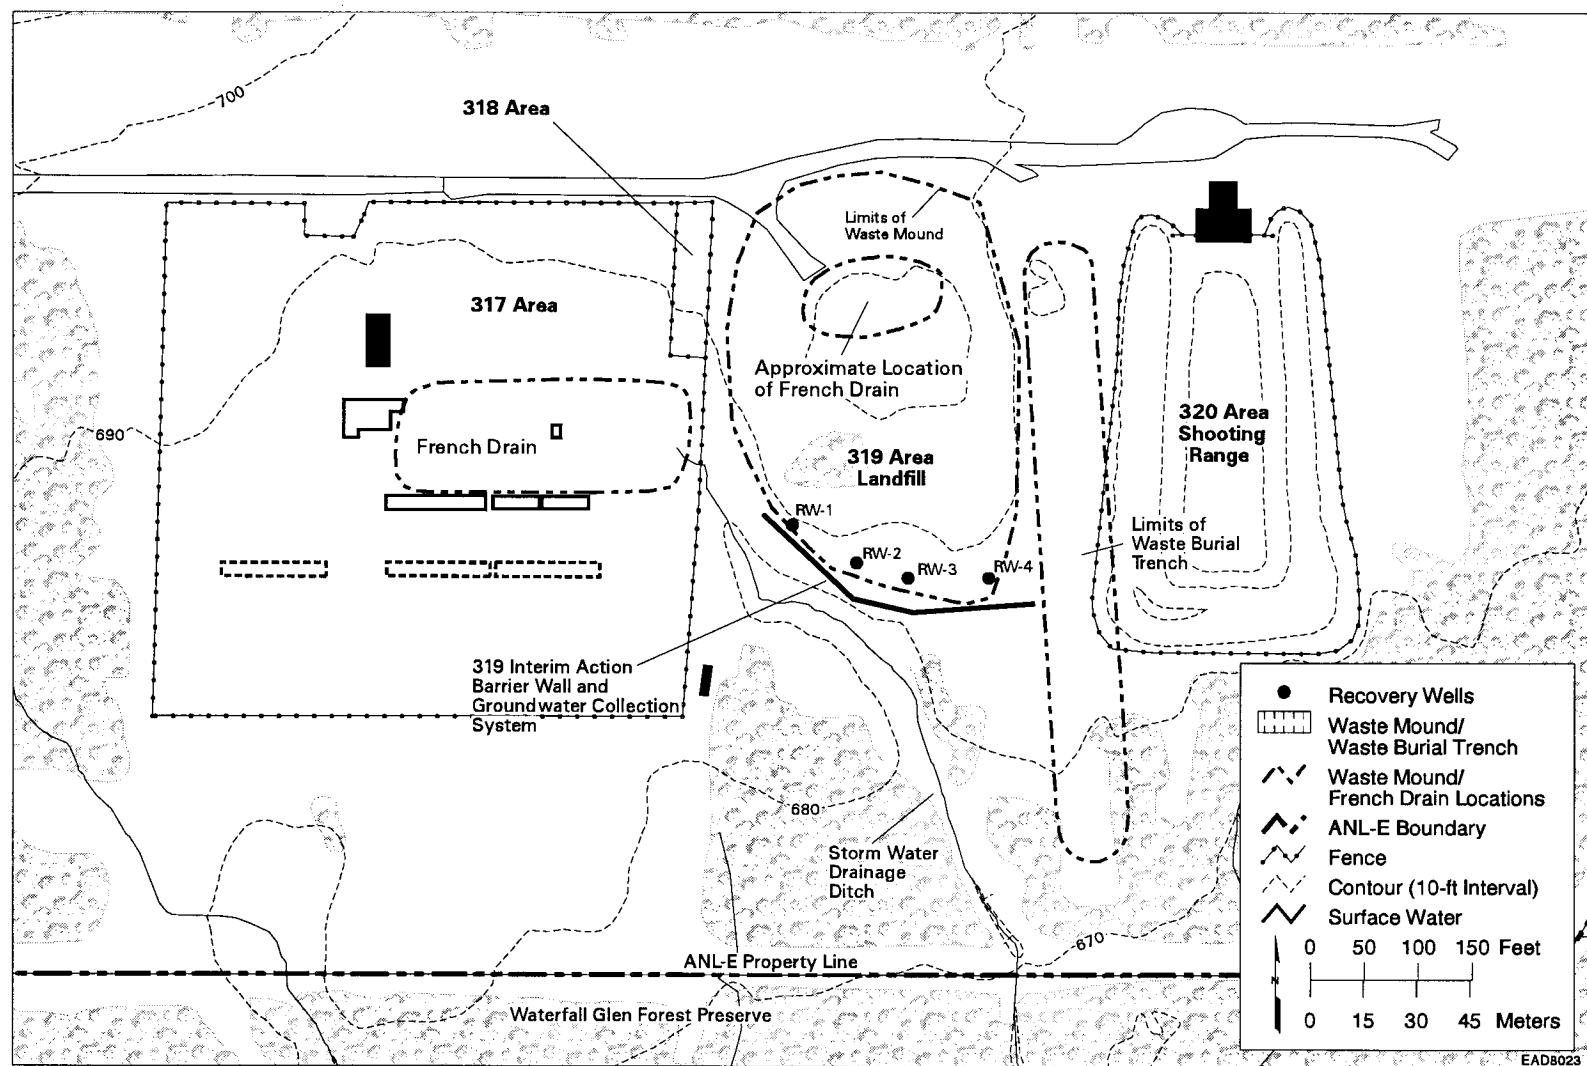 700
318 Area
Limits of
Waste Mound
317 Area
Approximate Location
of French Drain
690
French Drain
319 Area
Landfill
320 Area
Shooting
Range
RW-1
RW-2
RW-3
RW-4
Limits of
Waste Burial
Trench
319 Interim Action
Barrier Wall and
Groundwater Collection
System
680
Storm Water
Drainage
Ditch
670
ANL-E Property Line
Waterfall Glen Forest Preserve
Recovery Wells
Waste Mound/
Waste Burial Trench
Waste Mound/
French Drain Locations
ANL-E Boundary
Fence
Contour (10-ft Interval)
Surface Water
0 50 100 150 Feet
N
0 15 30 45 Meters
EAD8023